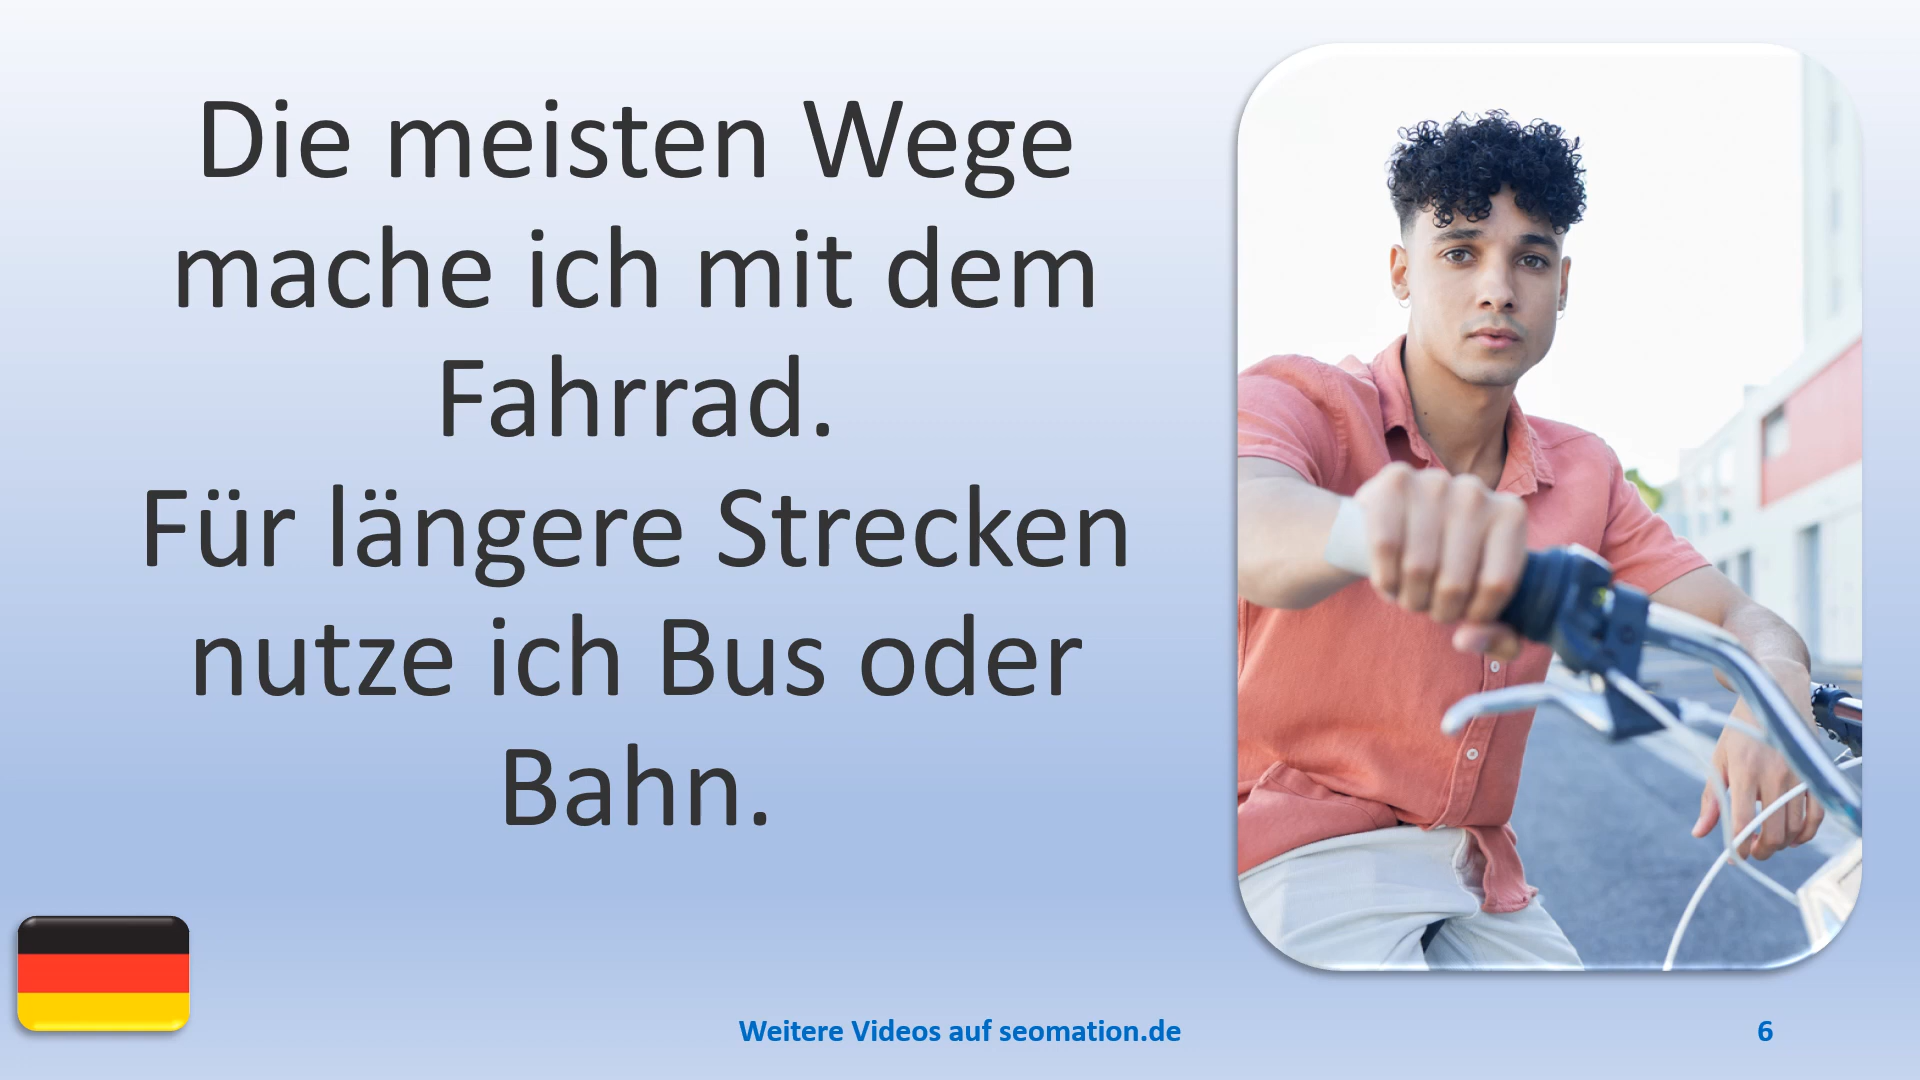 Die meisten Wege
mache ich mit dem
Fahrrad.
Für längere Strecken
nutze ich Bus oder
Bahn.
Weitere Videos auf seomation.de
6